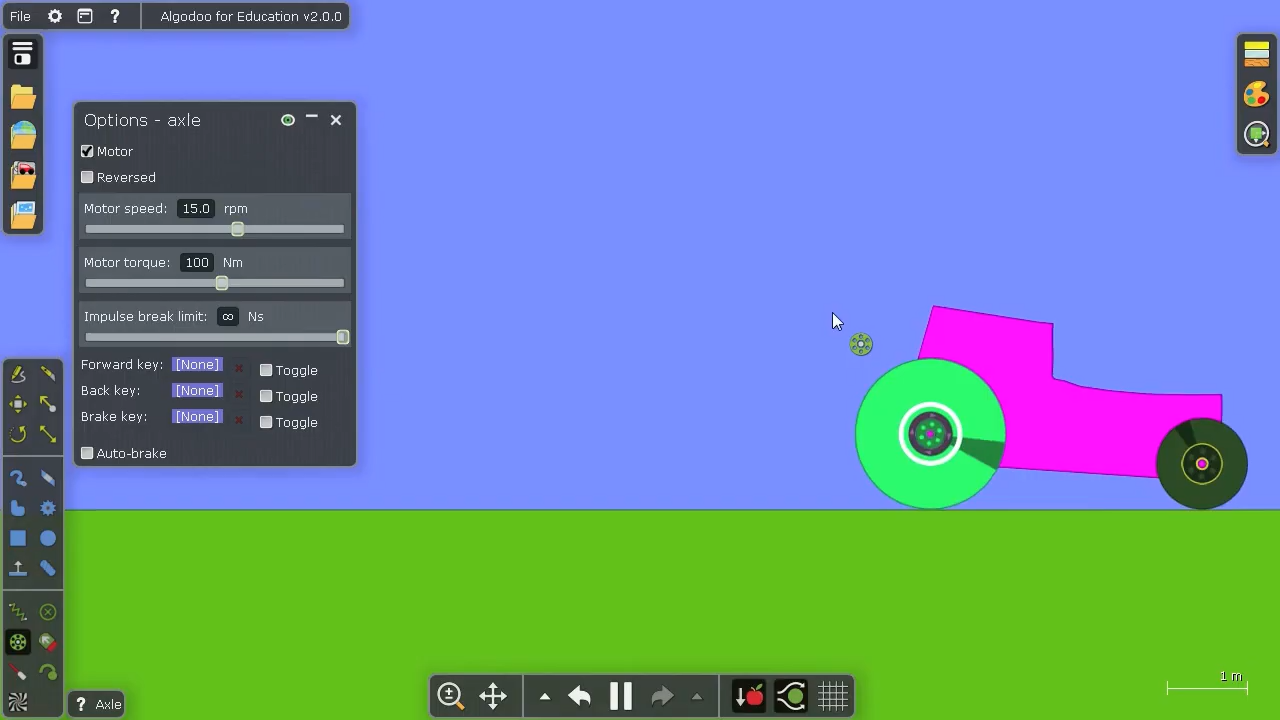 File ? Algodoo for Education v2.0.0
Options - axle
Motor
Reversed
Motor speed: 15.0 rpm
Motor torque: 100 Nm
Impulse break limit: ∞ Ns
Forward key: [None] Toggle
Back key: [None] Toggle
Brake key: [None] Toggle
Auto-brake
1 m
? Axle